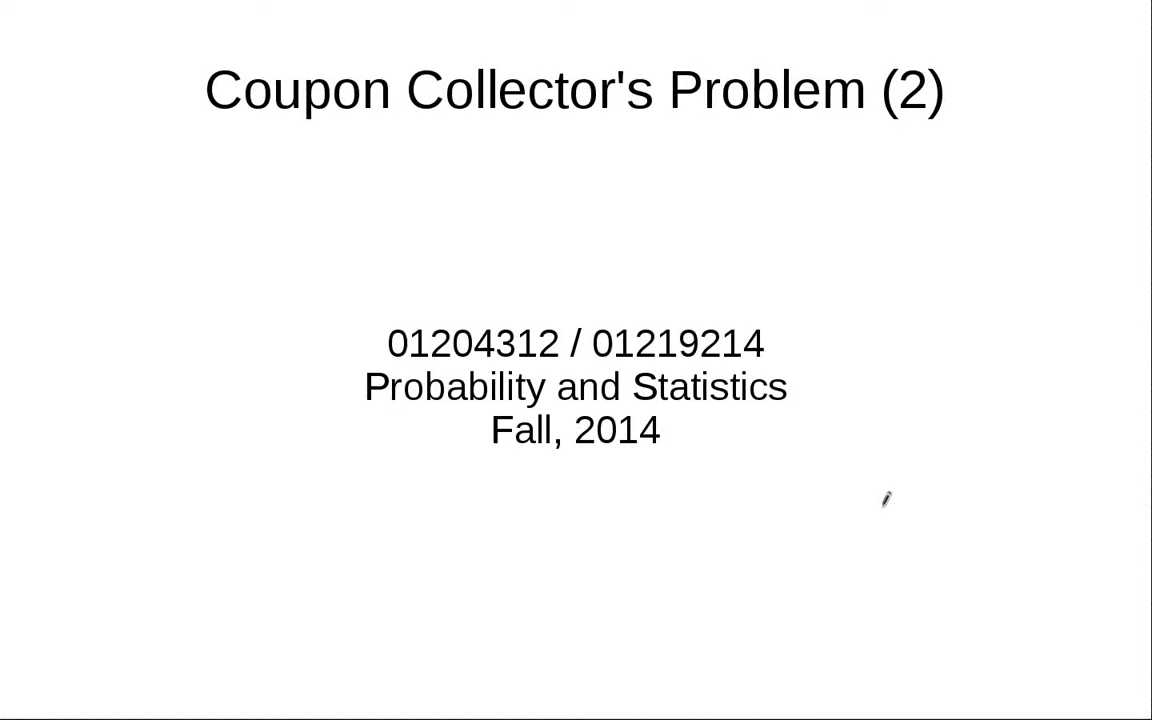 Coupon Collector's Problem (2)
01204312 / 01219214
Probability and Statistics
Fall, 2014